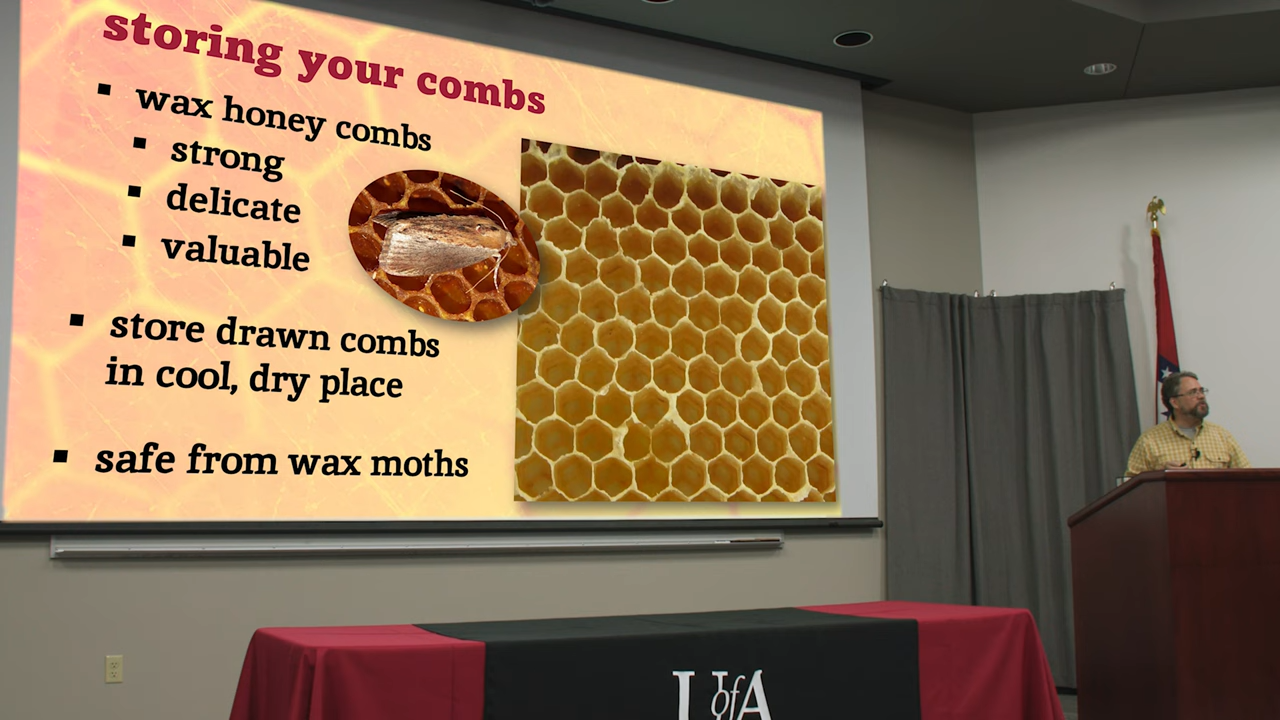 storing your combs
▪ wax honey combs
▪ strong
▪ delicate
▪ valuable
▪ store drawn combs
in cool, dry place
▪ safe from wax moths
U of A